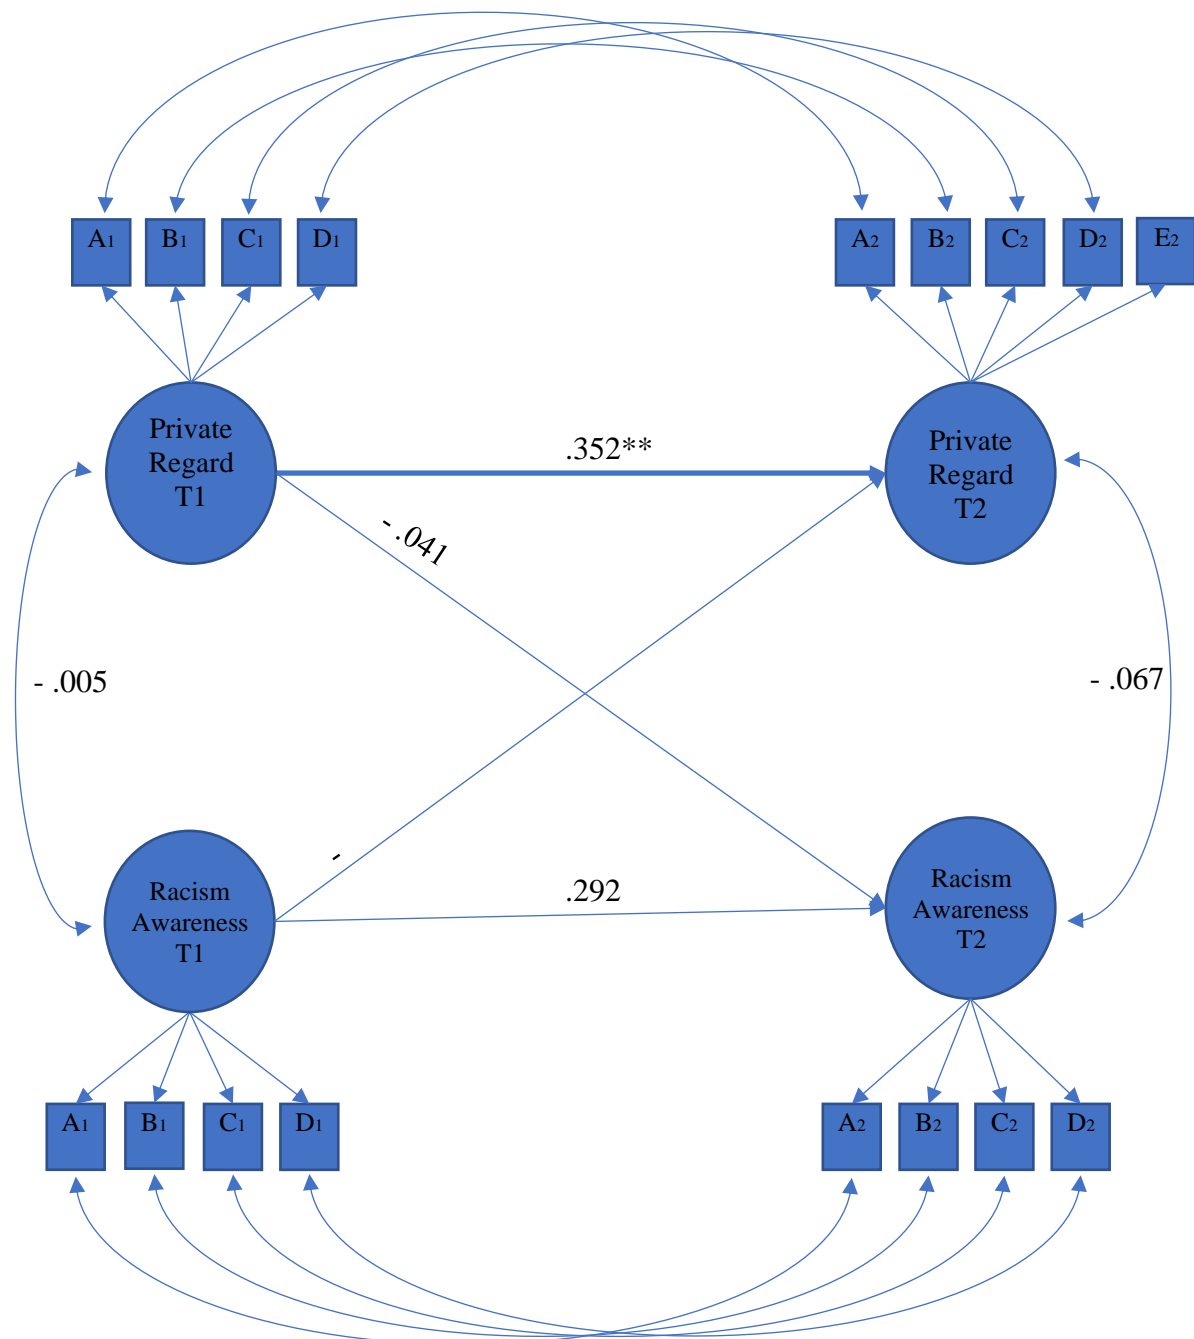 A1 B1 C1 D1 A2 B2 C2 D2 E2
Private
Regard
T1
.352**
Private
Regard
T2
- .041
- .005
- .067
-
.292
Racism
Awareness
T1
Racism
Awareness
T2
A1 B1 C1 D1 A2 B2 C2 D2